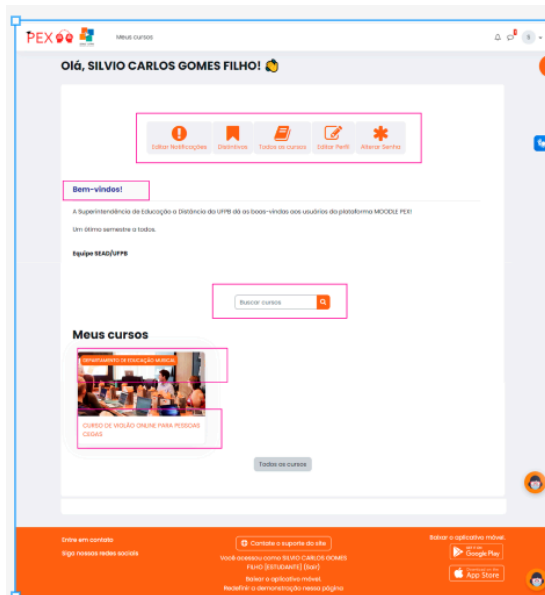 PEX
Meus cursos
Olá, SILVIO CARLOS GOMES FILHO!
Editar Notificações
Distintivos
Todos os cursos
Editar Perfil
Alterar Senha
Bem-vindos!
A Superintendência de Educação a Distância da UFPB dá as boas-vindas aos usuários da plataforma MOODLE PEX!
Um ótimo semestre a todos.
Equipe SEAD/UFPB
Buscar cursos
Meus cursos
DEPARTAMENTO DE EDUCAÇÃO MUSICAL
CURSO DE VIOLÃO ONLINE PARA PESSOAS
CEGAS
Todos os cursos
Entre em contato
Siga nossas redes sociais
Contate o suporte do site
Você acessou como SILVIO CARLOS GOMES
FILHO [ESTUDANTE] (Sair)
Baixar o aplicativo móvel.
Redefinir a demonstração nessa página
Baixar o aplicativo móvel.
Google Play
App Store